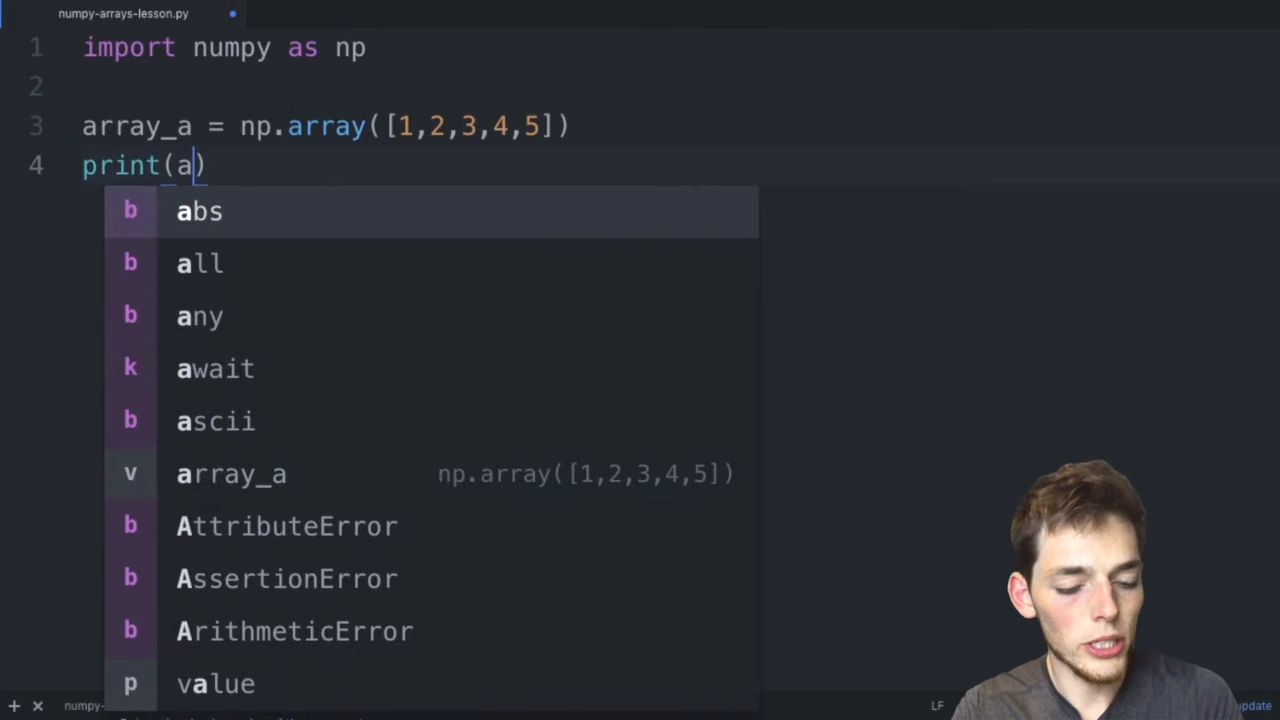 numpy-arrays-lesson.py
1 import numpy as np
2
3 array_a = np.array([1,2,3,4,5])
4 print(a)
b abs
b all
b any
k await
b ascii
v array_a np.array([1,2,3,4,5])
b AttributeError
b AssertionError
b ArithmeticError
p value
numpy- LF update